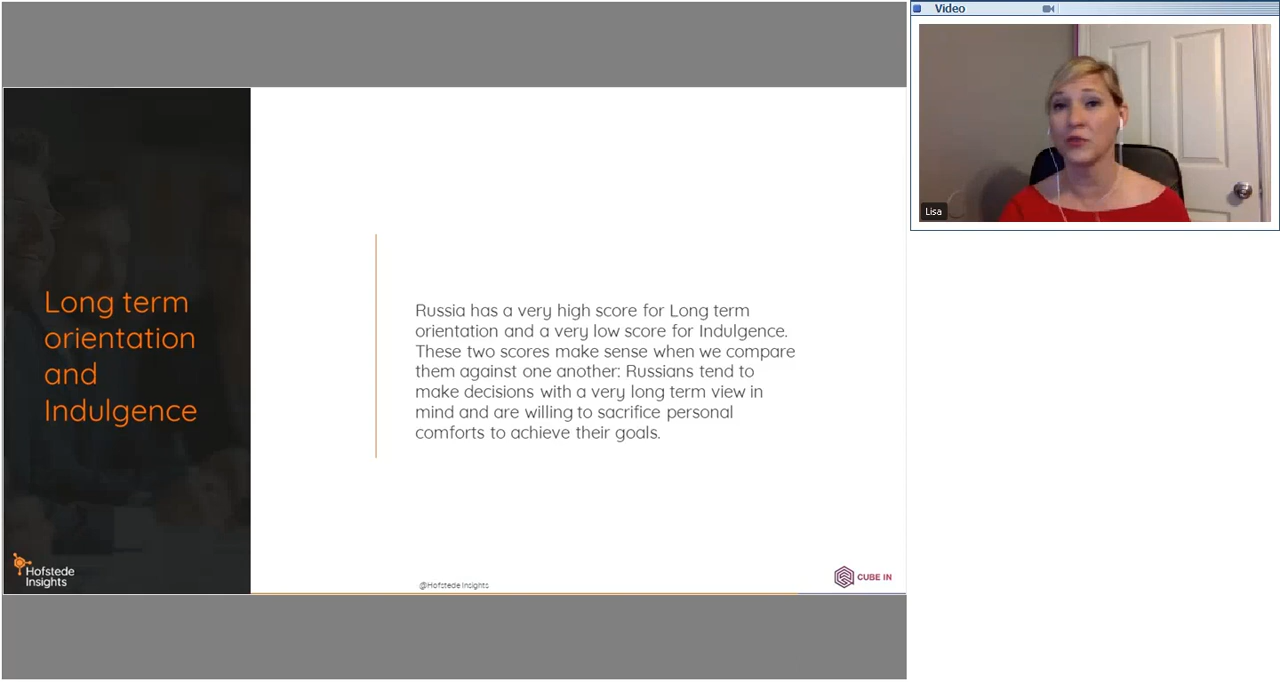 Video
Lisa
Long term
orientation
and
Indulgence
Russia has a very high score for Long term
orientation and a very low score for Indulgence.
These two scores make sense when we compare
them against one another: Russians tend to
make decisions with a very long term view in
mind and are willing to sacrifice personal
comforts to achieve their goals.
Hofstede
Insights
@Hofstede Insights
CUBE IN